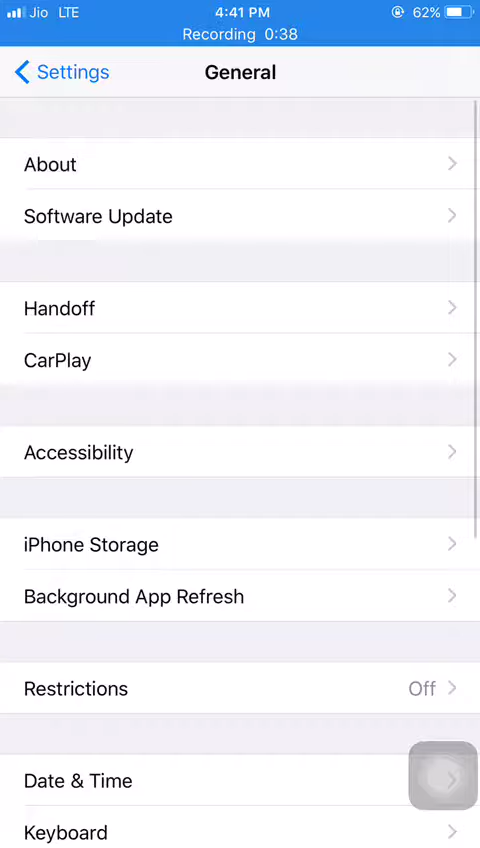 Jio LTE 4:41 PM 62%
Recording 0:38
Settings General
About
Software Update
Handoff
CarPlay
Accessibility
iPhone Storage
Background App Refresh
Restrictions Off
Date & Time
Keyboard